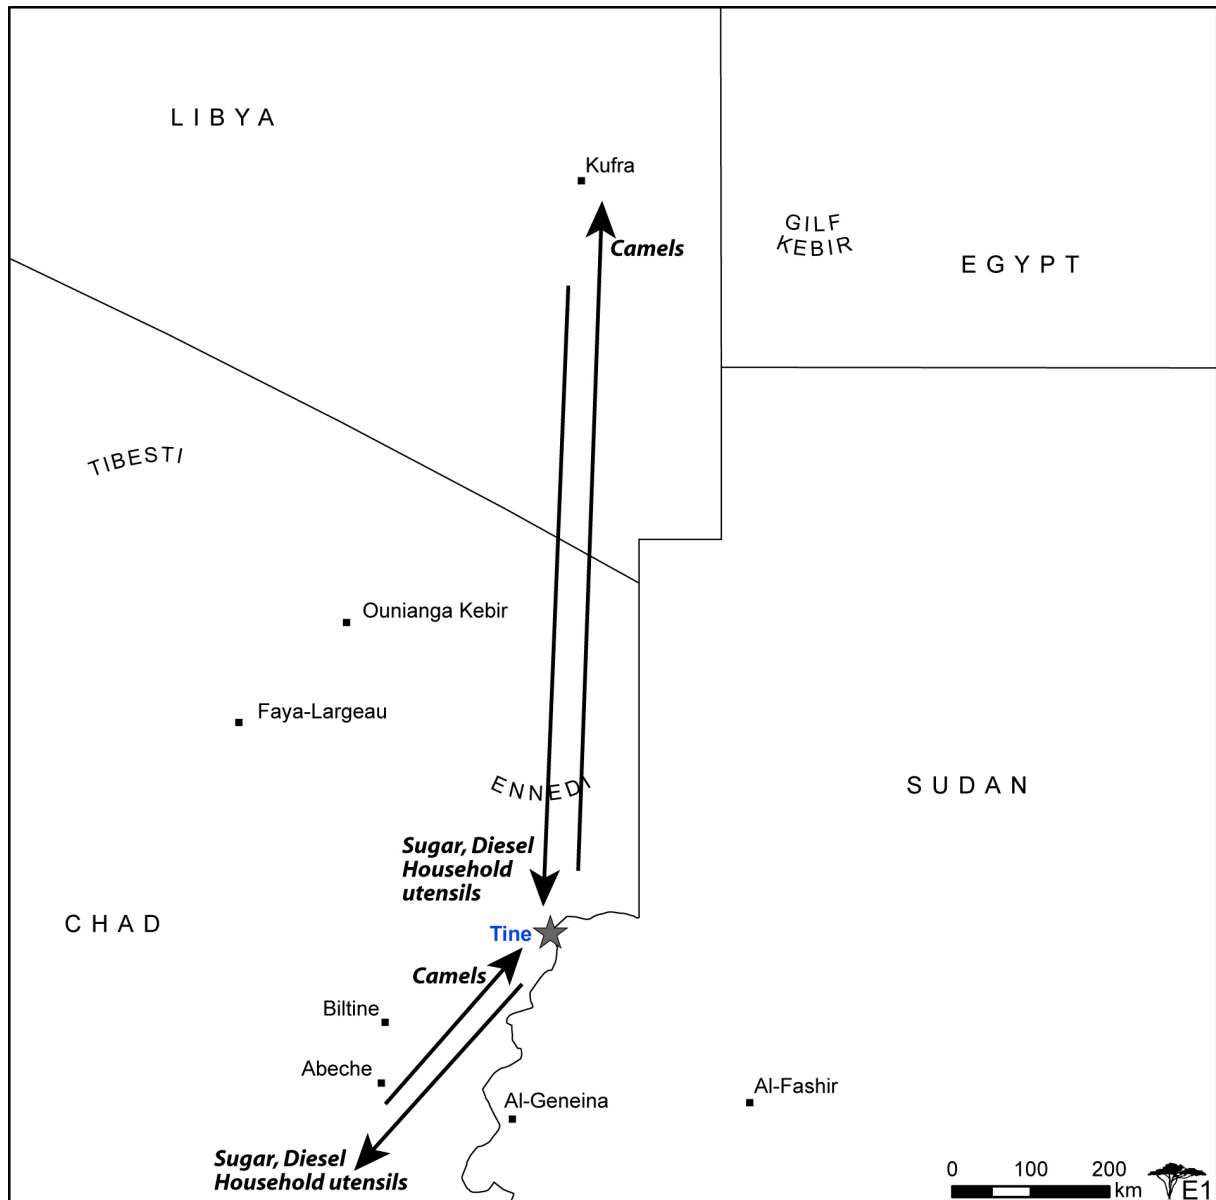 LIBYA
Kufra
GILF
KEBIR
Camels
EGYPT
TIBESTI
Ounianga Kebir
Faya-Largeau
ENNEDI
SUDAN
Sugar, Diesel
Household
utensils
CHAD
Tine
Camels
Biltine
Abeche
Al-Fashir
Al-Geneina
Sugar, Diesel
Household utensils
0 100 200
km
E1